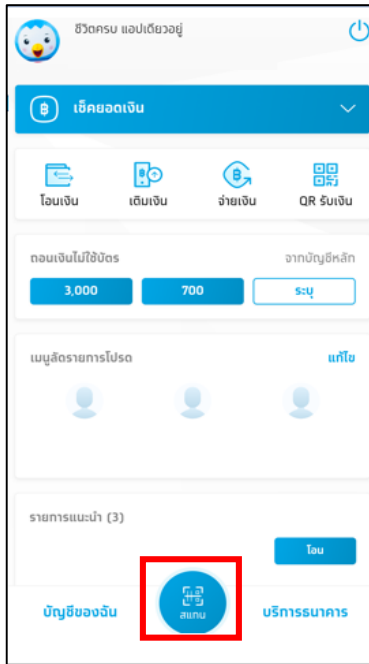 ชีวิตครบ แอปเดียวอยู่
฿ เช็คยอดเงิน
โอนเงิน เติมเงิน จ่ายเงิน QR รับเงิน
ถอนเงินไม่ใช้บัตร จากบัญชีหลัก
3,000 700 ระบุ
เมนูลัดรายการโปรด แก้ไข
รายการแนะนำ (3)
โอน
บัญชีของฉัน สแกน บริการธนาคาร